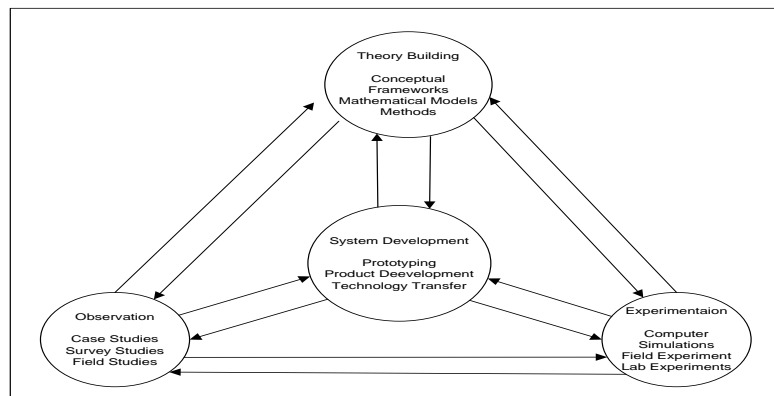 Theory Building
Conceptual
Frameworks
Mathematical Models
Methods
System Development
Prototyping
Product Deevelopment
Technology Transfer
Observation
Case Studies
Survey Studies
Field Studies
Experimentaion
Computer
Simulations
Field Experiment
Lab Experiments